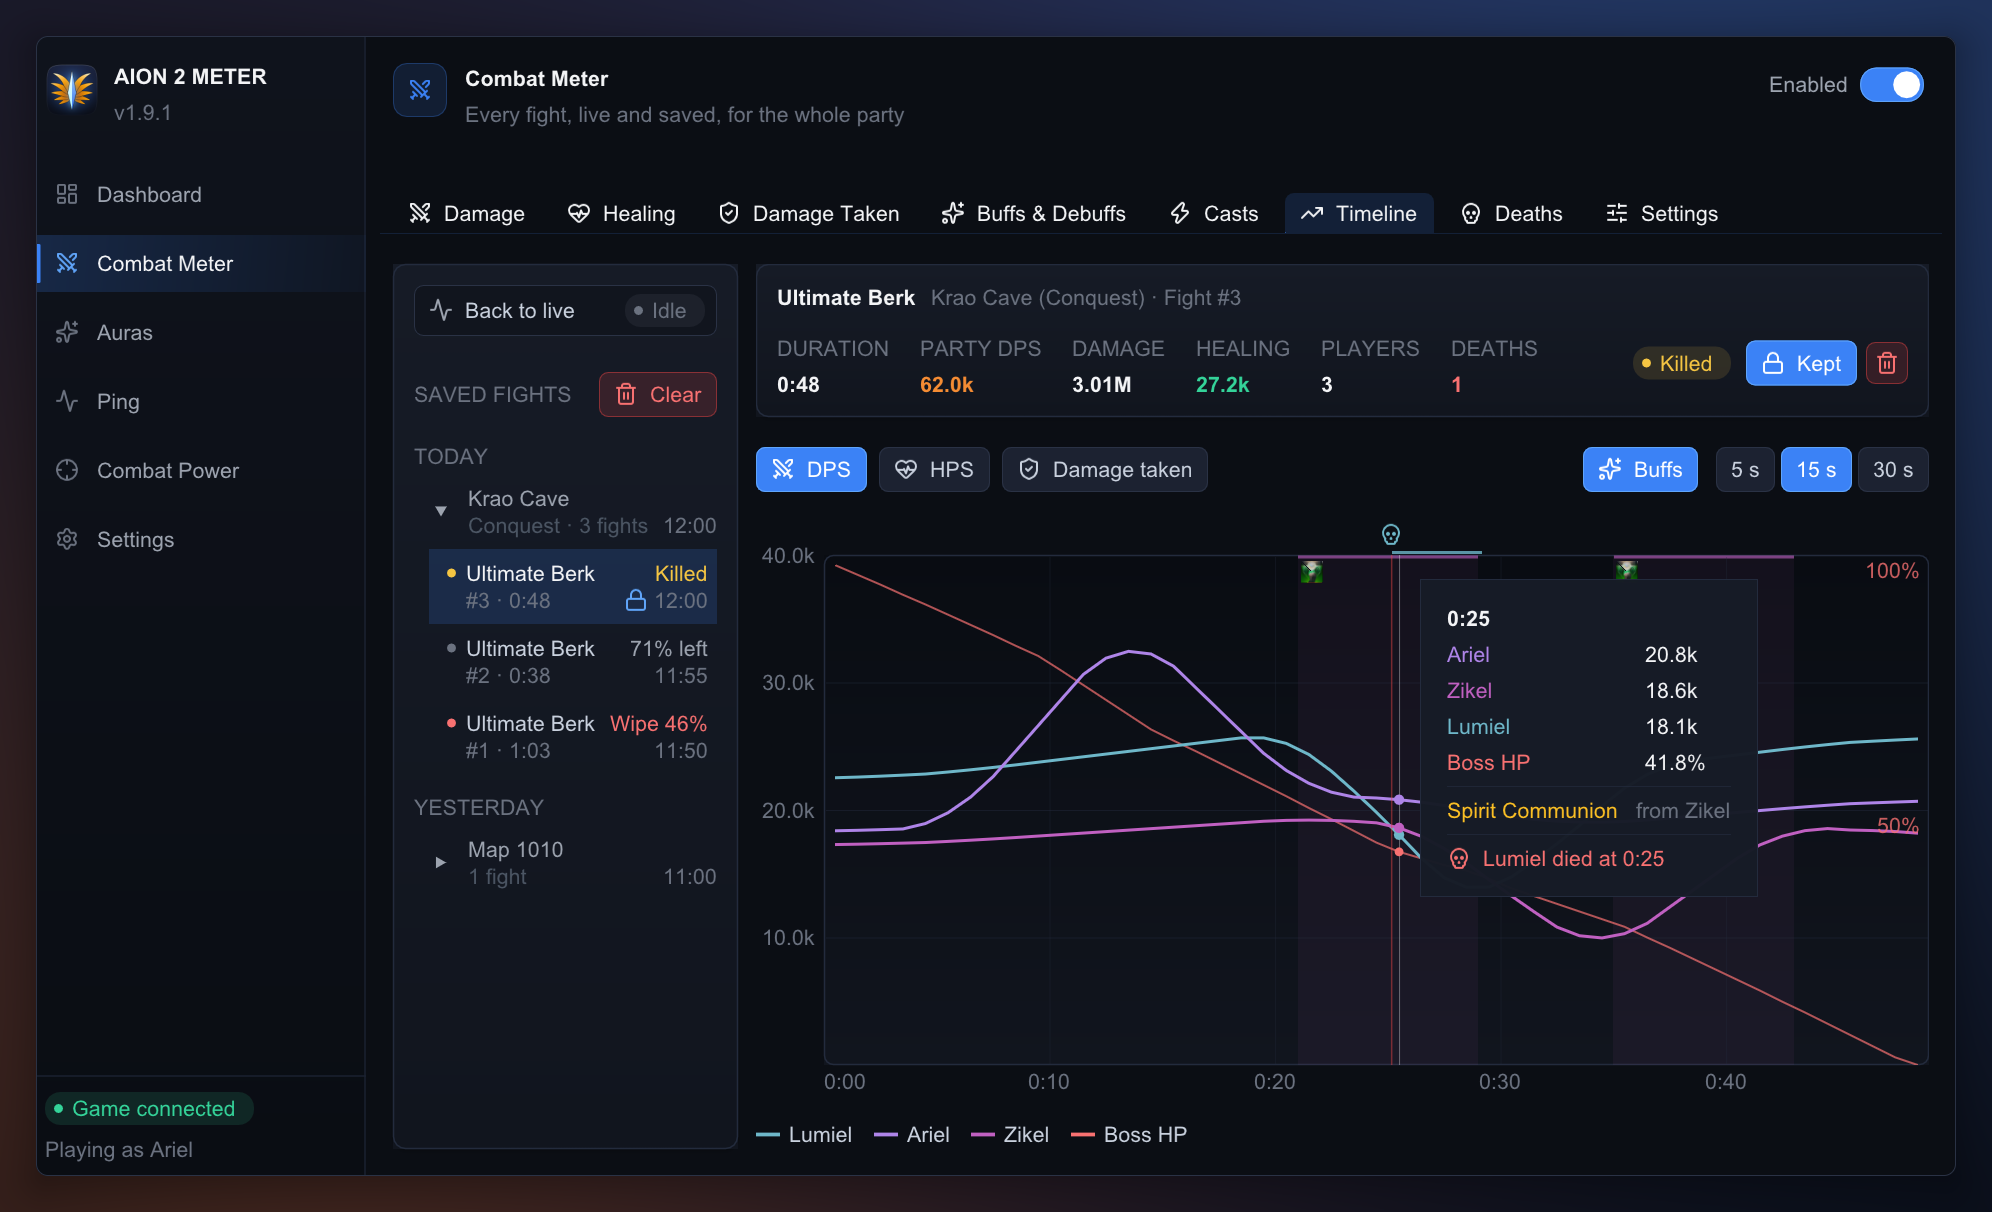 AION 2 METER
v1.9.1
Dashboard
Combat Meter
Auras
Ping
Combat Power
Settings
Game connected
Playing as Ariel
Combat Meter
Every fight, live and saved, for the whole party
Enabled
Damage
Healing
Damage Taken
Buffs & Debuffs
Casts
Timeline
Deaths
Settings
Back to live
Idle
SAVED FIGHTS
Clear
TODAY
Krao Cave
Conquest · 3 fights 12:00
Ultimate Berk Killed
#3 · 0:48 12:00
Ultimate Berk 71% left
#2 · 0:38 11:55
Ultimate Berk Wipe 46%
#1 · 1:03 11:50
YESTERDAY
Map 1010
1 fight 11:00
Ultimate Berk Krao Cave (Conquest) · Fight #3
DURATION PARTY DPS DAMAGE HEALING PLAYERS DEATHS
0:48 62.0k 3.01M 27.2k 3 1
Killed
Kept
DPS
HPS
Damage taken
Buffs
5 s
15 s
30 s
40.0k
30.0k
20.0k
10.0k
100%
50%
0:25
Ariel 20.8k
Zikel 18.6k
Lumiel 18.1k
Boss HP 41.8%
Spirit Communion from Zikel
Lumiel died at 0:25
0:00 0:10 0:20 0:30 0:40
Lumiel Ariel Zikel Boss HP